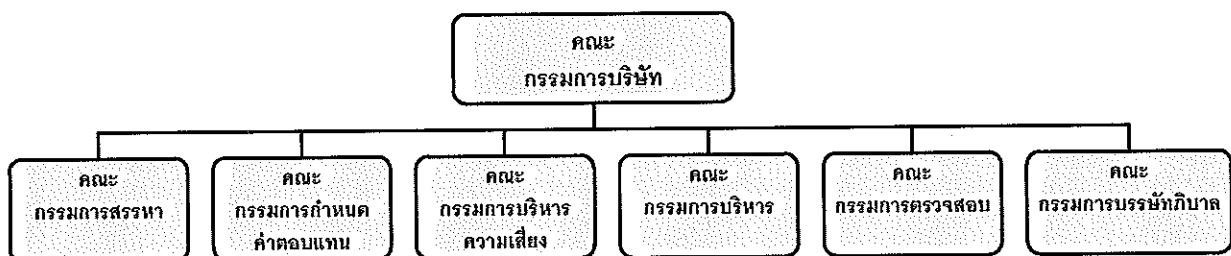 คณะ
กรรมการบริษัท
คณะ
กรรมการสรรหา
คณะ
กรรมการกำหนด
ค่าตอบแทน
คณะ
กรรมการบริหาร
ความเสี่ยง
คณะ
กรรมการบริหาร
คณะ
กรรมการตรวจสอบ
คณะ
กรรมการบรรษัทภิบาล